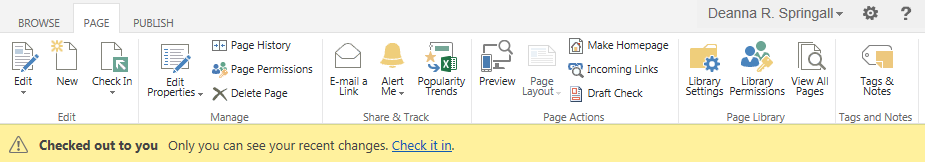 BROWSE PAGE PUBLISH Deanna R. Springall ?
Edit New Check In
Edit Properties
Page History
Page Permissions
Delete Page
E-mail a Link
Alert Me
Popularity Trends
Preview
Page Layout
Make Homepage
Incoming Links
Draft Check
Library Settings
Library Permissions
View All Pages
Tags & Notes
Edit Manage Share & Track Page Actions Page Library Tags and Notes
Checked out to you Only you can see your recent changes. Check it in.